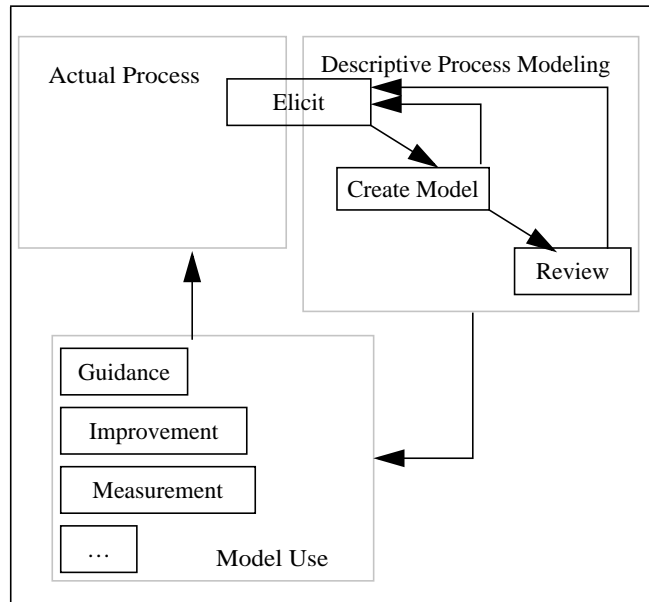 Actual Process
Descriptive Process Modeling
Elicit
Create Model
Review
Guidance
Improvement
Measurement
…
Model Use